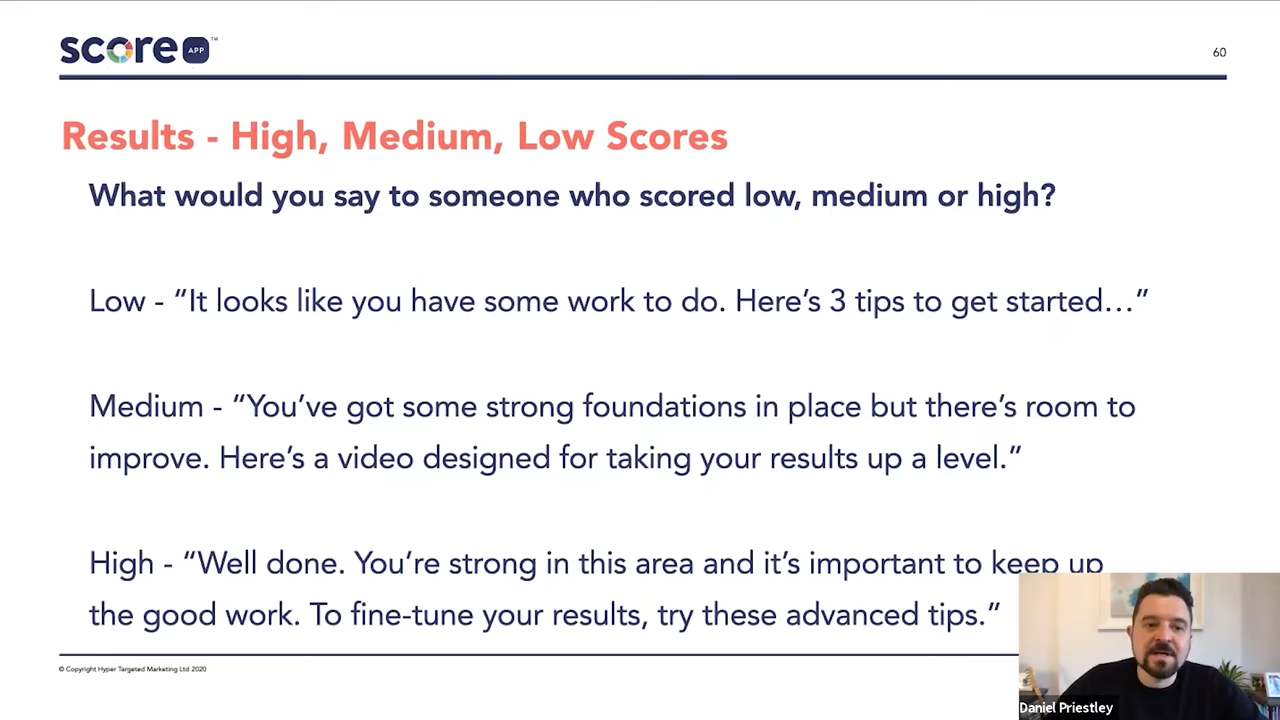 score APP ™
60
Results - High, Medium, Low Scores
What would you say to someone who scored low, medium or high?
Low - “It looks like you have some work to do. Here’s 3 tips to get started…”
Medium - “You’ve got some strong foundations in place but there’s room to
improve. Here’s a video designed for taking your results up a level.”
High - “Well done. You’re strong in this area and it’s important to keep up
the good work. To fine-tune your results, try these advanced tips.”
© Copyright Hyper Targeted Marketing Ltd 2020
Daniel Priestley